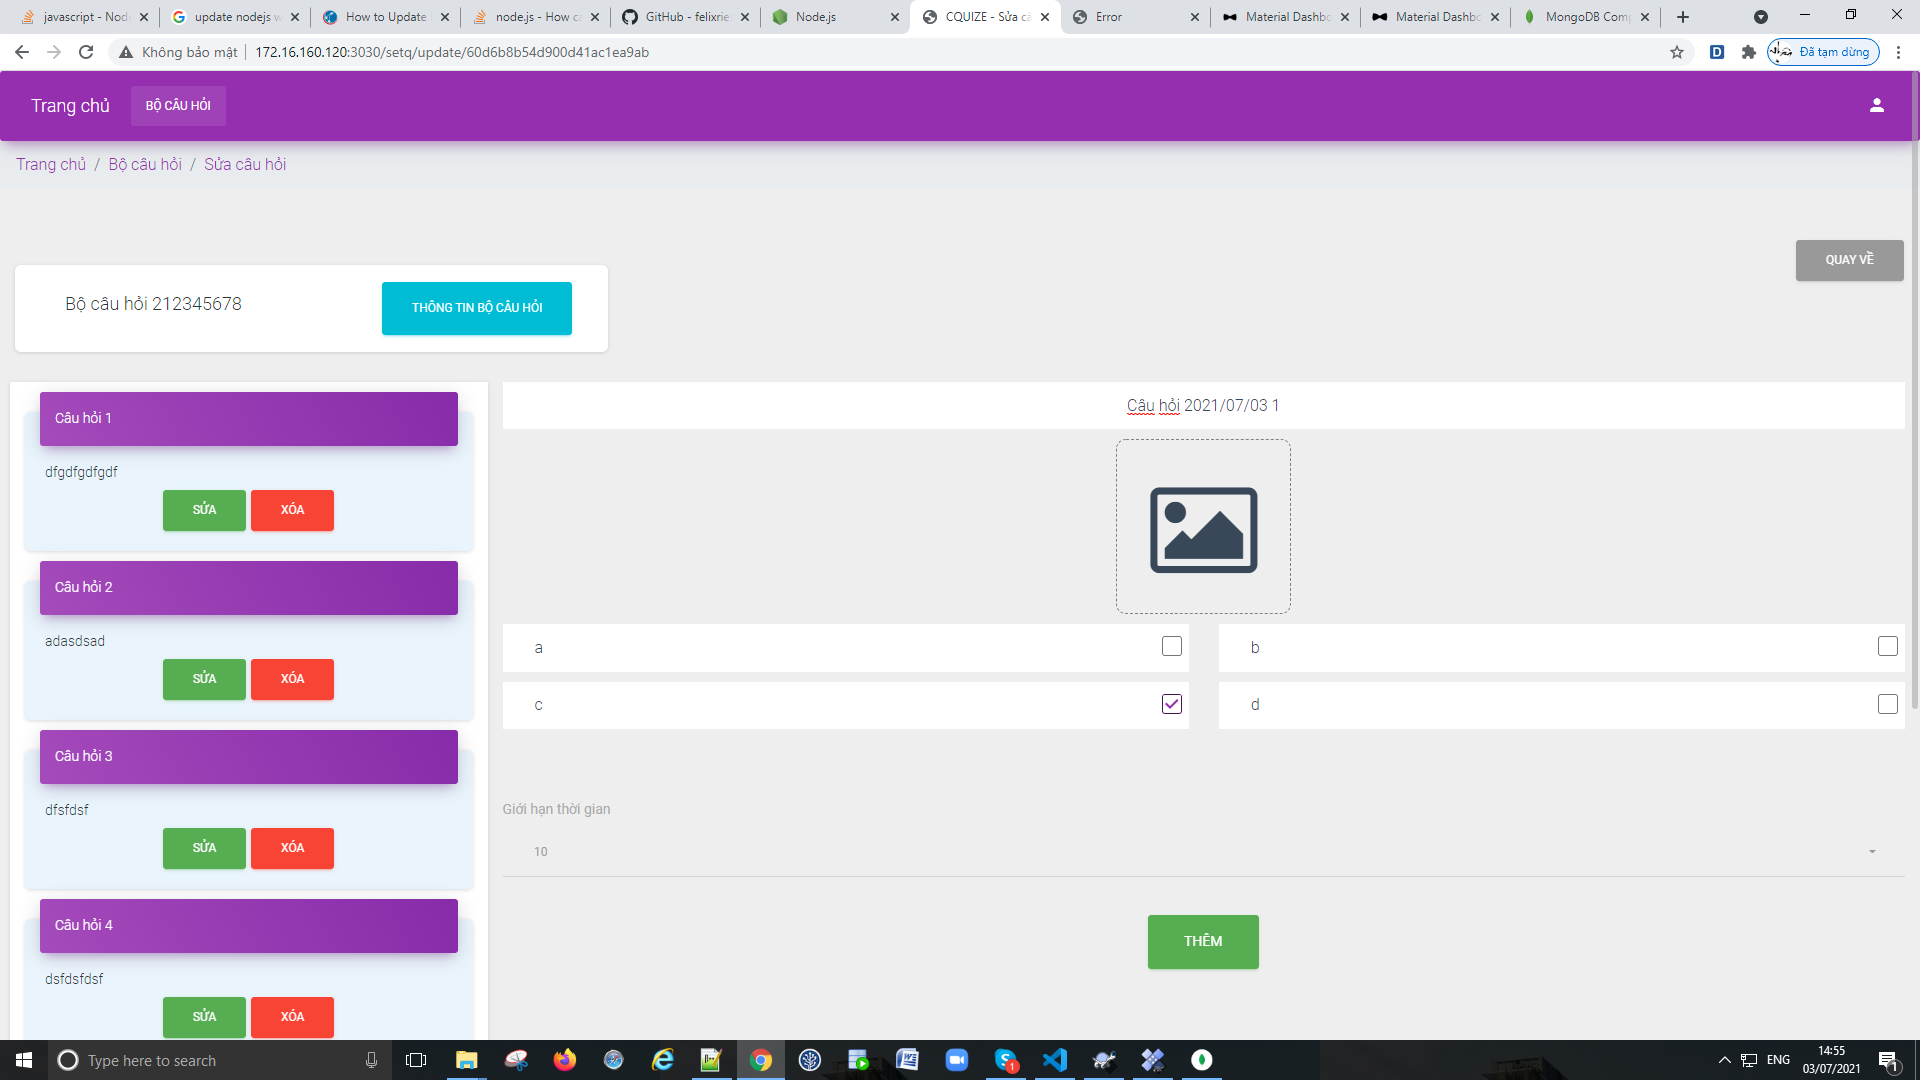 javascript - Nod
update nodejs w
How to Update
node.js - How ca
GitHub - felixries
Node.js
CQUIZE - Sửa câ
Error
Material Dashbo
Material Dashbo
MongoDB Comp
Không bảo mật
172.16.160.120:3030/setq/update/60d6b8b54d900d41ac1ea9ab
Đã tạm dừng
Trang chủ
BỘ CÂU HỎI
Trang chủ / Bộ câu hỏi / Sửa câu hỏi
QUAY VỀ
Bộ câu hỏi 212345678
THÔNG TIN BỘ CÂU HỎI
Câu hỏi 1
dfgdfgdfgdf
SỬA
XÓA
Câu hỏi 2
adasdsad
SỬA
XÓA
Câu hỏi 3
dfsfdsf
SỬA
XÓA
Câu hỏi 4
dsfdsfdsf
SỬA
XÓA
Câu hỏi 2021/07/03 1
a
b
c
d
Giới hạn thời gian
10
THÊM
Type here to search
ENG
14:55
03/07/2021